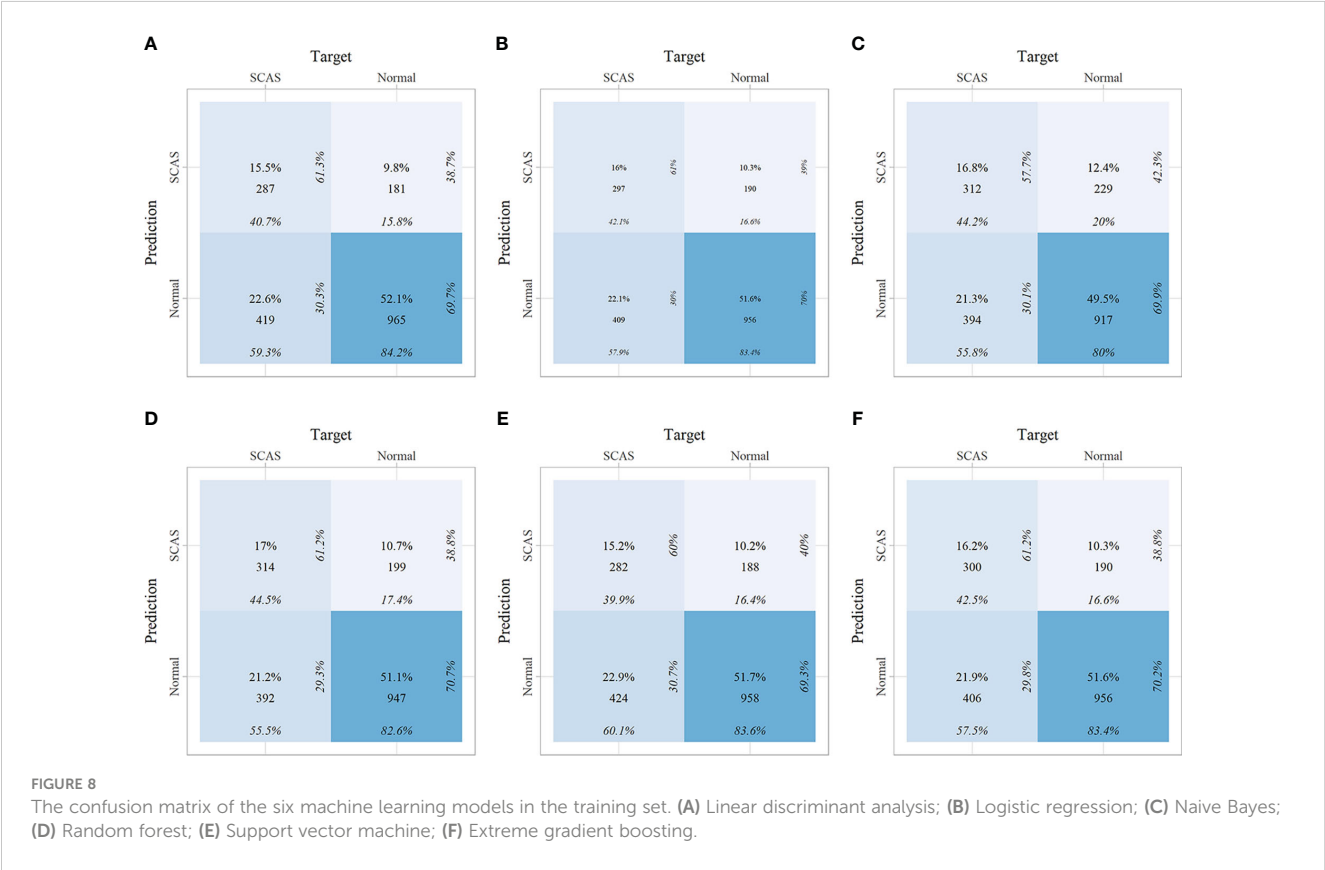 A
Target
SCAS Normal
Prediction
SCAS
15.5% 61.3% 9.8% 38.7%
287 181
40.7% 15.8%
Normal
22.6% 30.3% 52.1% 69.7%
419 965
59.3% 84.2%
B
Target
SCAS Normal
Prediction
SCAS
16% 61% 10.3% 39%
297 190
42.1% 16.6%
Normal
22.1% 30% 51.6% 70%
409 956
57.9% 83.4%
C
Target
SCAS Normal
Prediction
SCAS
16.8% 57.7% 12.4% 42.3%
312 229
44.2% 20%
Normal
21.3% 30.1% 49.5% 69.9%
394 917
55.8% 80%
D
Target
SCAS Normal
Prediction
SCAS
17% 61.2% 10.7% 38.8%
314 199
44.5% 17.4%
Normal
21.2% 29.3% 51.1% 70.7%
392 947
55.5% 82.6%
E
Target
SCAS Normal
Prediction
SCAS
15.2% 60% 10.2% 40%
282 188
39.9% 16.4%
Normal
22.9% 30.7% 51.7% 69.3%
424 958
60.1% 83.6%
F
Target
SCAS Normal
Prediction
SCAS
16.2% 61.2% 10.3% 38.8%
300 190
42.5% 16.6%
Normal
21.9% 29.8% 51.6% 70.2%
406 956
57.5% 83.4%
FIGURE 8
The confusion matrix of the six machine learning models in the training set. (A) Linear discriminant analysis; (B) Logistic regression; (C) Naive Bayes;
(D) Random forest; (E) Support vector machine; (F) Extreme gradient boosting.